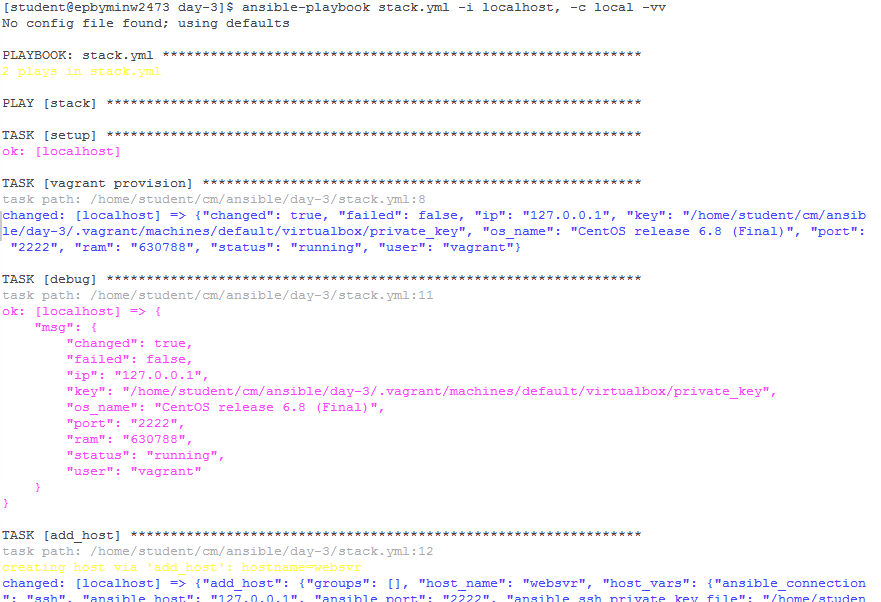 [student@epbyminw2473 day-3]$ ansible-playbook stack.yml -i localhost, -c local -vv
No config file found; using defaults
PLAYBOOK: stack.yml ************************************************************
2 plays in stack.yml
PLAY [stack] *******************************************************************
TASK [setup] *******************************************************************
ok: [localhost]
TASK [vagrant provision] *******************************************************
task path: /home/student/cm/ansible/day-3/stack.yml:8
changed: [localhost] => {"changed": true, "failed": false, "ip": "127.0.0.1", "key": "/home/student/cm/ansib
le/day-3/.vagrant/machines/default/virtualbox/private_key", "os_name": "CentOS release 6.8 (Final)", "port":
"2222", "ram": "630788", "status": "running", "user": "vagrant"}
TASK [debug] *******************************************************************
task path: /home/student/cm/ansible/day-3/stack.yml:11
ok: [localhost] => {
"msg": {
"changed": true,
"failed": false,
"ip": "127.0.0.1",
"key": "/home/student/cm/ansible/day-3/.vagrant/machines/default/virtualbox/private_key",
"os_name": "CentOS release 6.8 (Final)",
"port": "2222",
"ram": "630788",
"status": "running",
"user": "vagrant"
}
}
TASK [add_host] ****************************************************************
task path: /home/student/cm/ansible/day-3/stack.yml:12
creating host via 'add_host': hostname=websvr
changed: [localhost] => {"add_host": {"groups": [], "host_name": "websvr", "host_vars": {"ansible_connection
": "ssh", "ansible_host": "127.0.0.1", "ansible_port": "2222", "ansible_ssh_private_key_file": "/home/studen